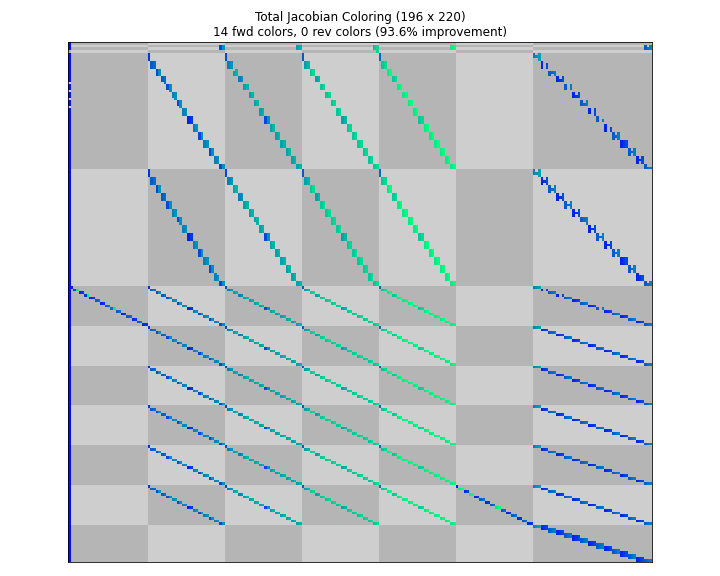 Total Jacobian Coloring (196 x 220)
14 fwd colors, 0 rev colors (93.6% improvement)